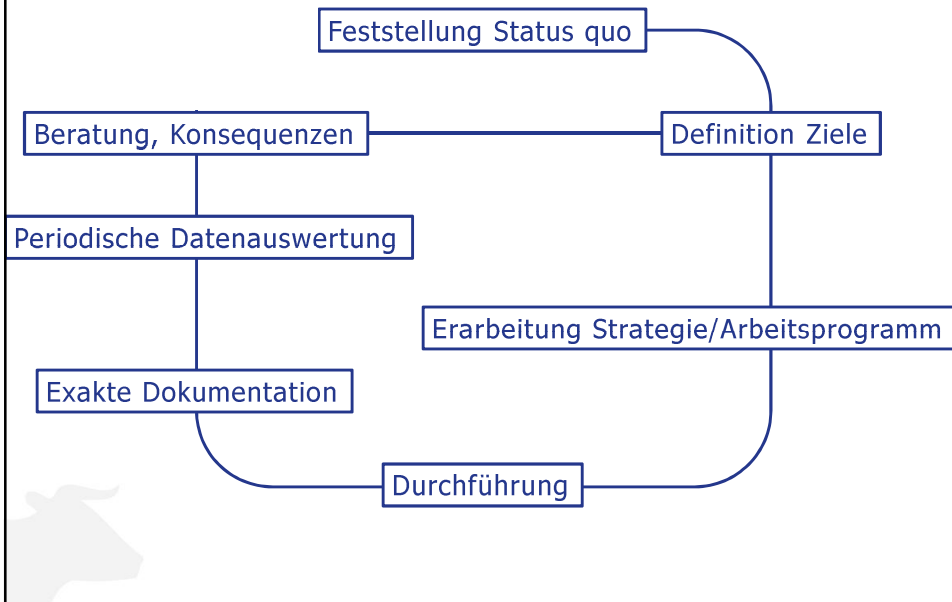 Feststellung Status quo
Beratung, Konsequenzen
Definition Ziele
Periodische Datenauswertung
Erarbeitung Strategie/Arbeitsprogramm
Exakte Dokumentation
Durchführung